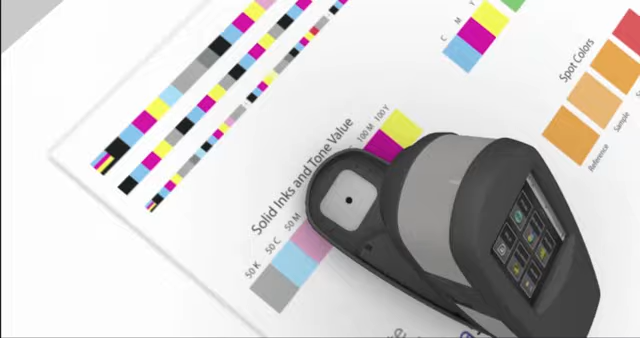 C M Y
Spot Colors
Reference
Sample
Solid Inks and Tone Value
50 K 50 C 50 M
100 M 100 Y